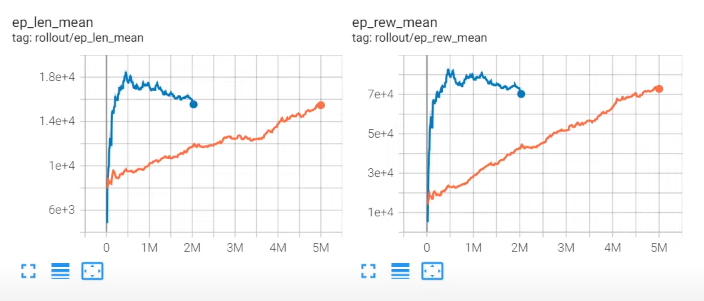 ep_len_mean
tag: rollout/ep_len_mean
1.8e+4
1.4e+4
1e+4
6e+3
0 1M 2M 3M 4M 5M
ep_rew_mean
tag: rollout/ep_rew_mean
7e+4
5e+4
3e+4
1e+4
0 1M 2M 3M 4M 5M